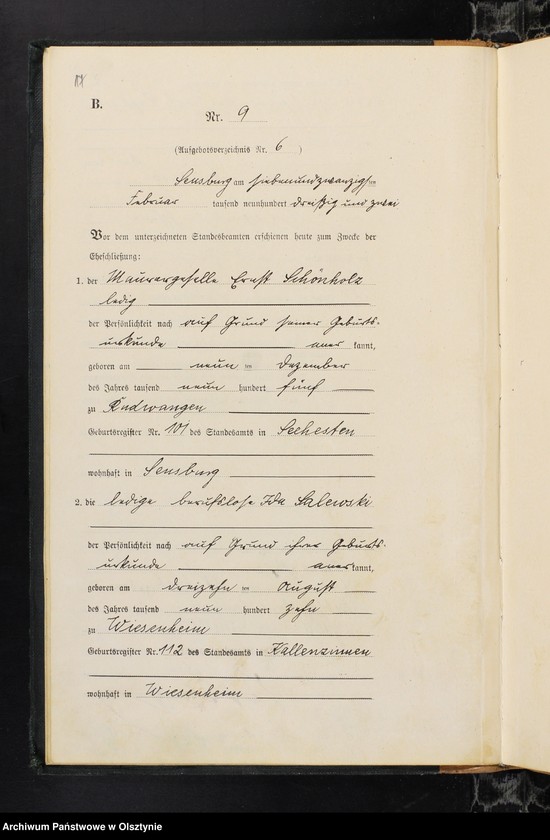 B.
Nr. 9
(Aufgebotsverzeichnis Nr. 6)
Sensburg am siebenundzwanzigsten
Februar tausend neunhundert dreißig und zwei
Vor dem unterzeichneten Standesbeamten erschienen heute zum Zwecke der
Eheschließung:
1. der Maurergeselle Ernst Schönholz
ledig
der Persönlichkeit nach auf Grund seiner Geburts-
urkunde aner kannt,
geboren am neun ten Dezember
des Jahres tausend neun hundert fünf
zu Rudwangen
Geburtsregister Nr. 101 des Standesamts in Seehesten
wohnhaft in Sensburg
2. die ledige berufslose Ida Salewski
der Persönlichkeit nach auf Grund ihrer Geburts-
urkunde aner kannt,
geboren am dreizehn ten August
des Jahres tausend neun hundert zehn
zu Wiesenheim
Geburtsregister Nr. 112 des Standesamts in Kallenzinnen
wohnhaft in Wiesenheim
Archiwum Państwowe w Olsztynie